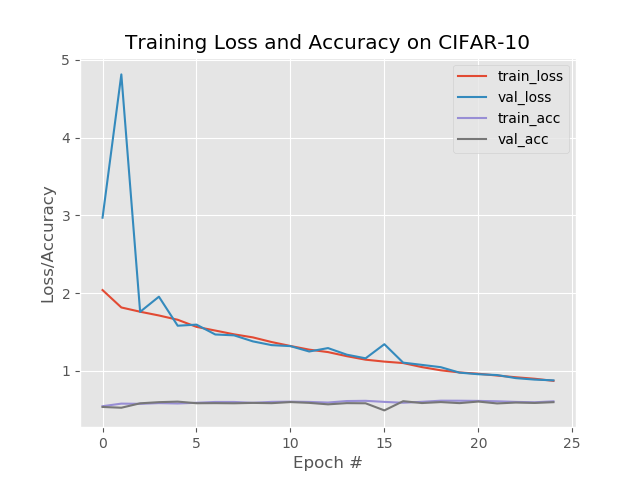 Training Loss and Accuracy on CIFAR-10
train_loss
val_loss
train_acc
val_acc
Loss/Accuracy
5
4
3
2
1
0 5 10 15 20 25
Epoch #